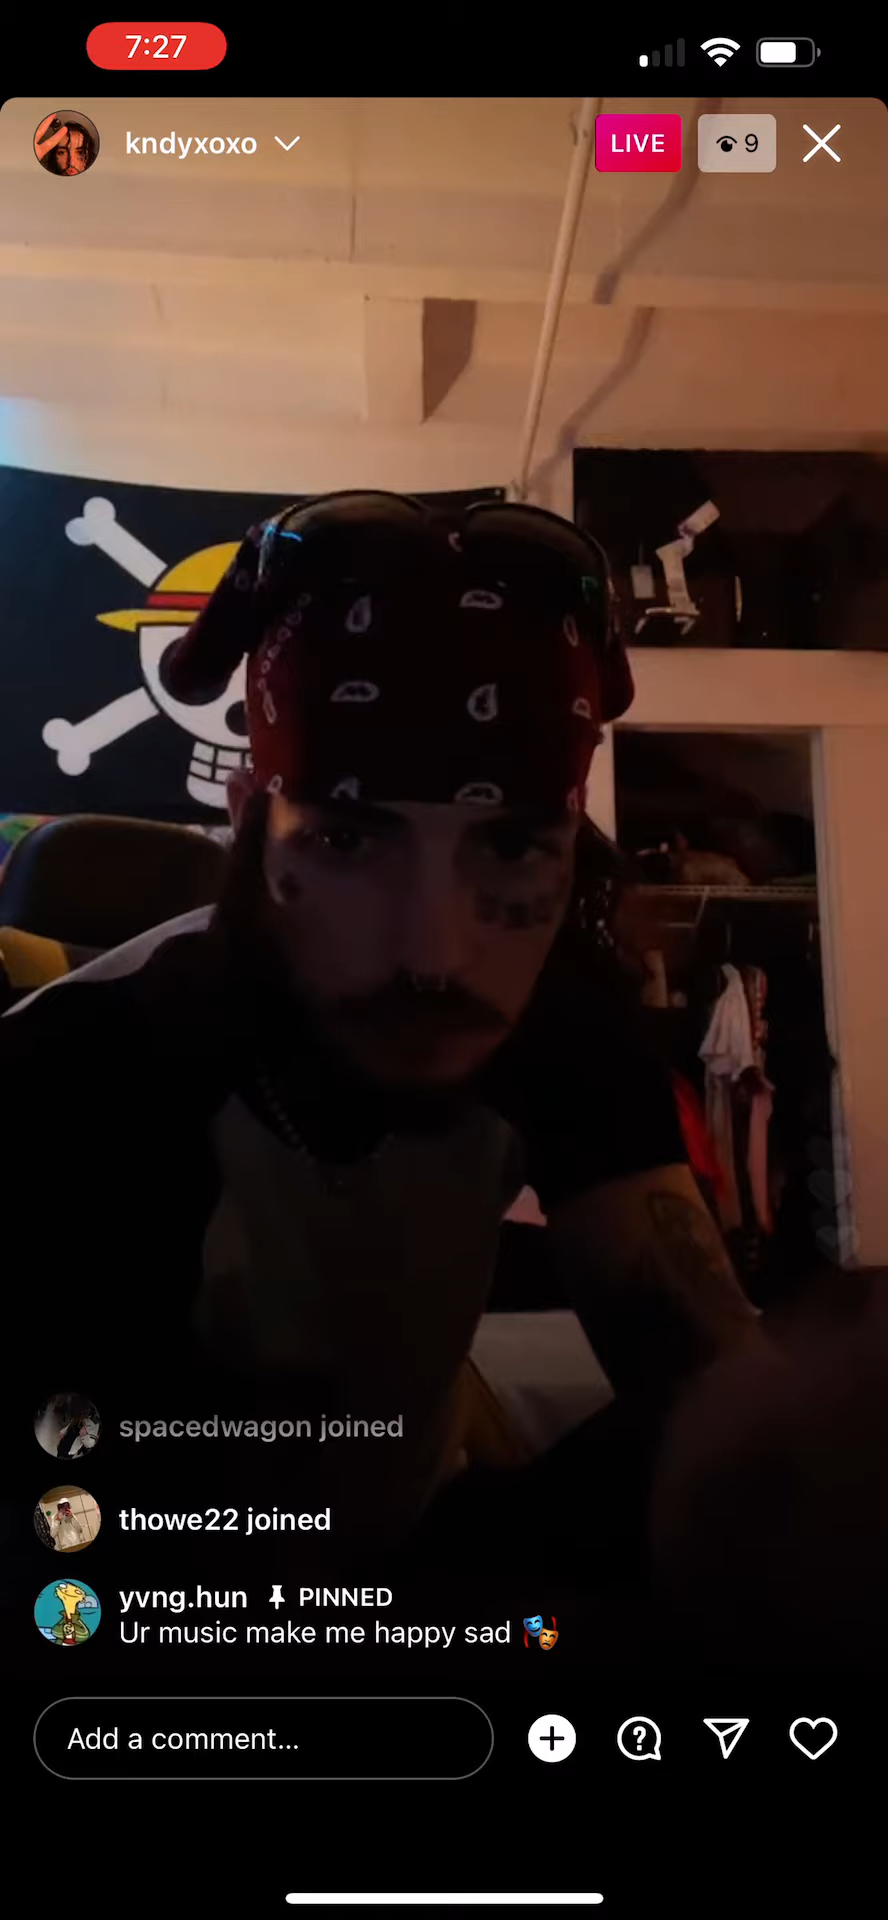 7:27
kndyxoxo
LIVE
9
spacedwagon joined
thowe22 joined
yvng.hun PINNED
Ur music make me happy sad 🎭
Add a comment...